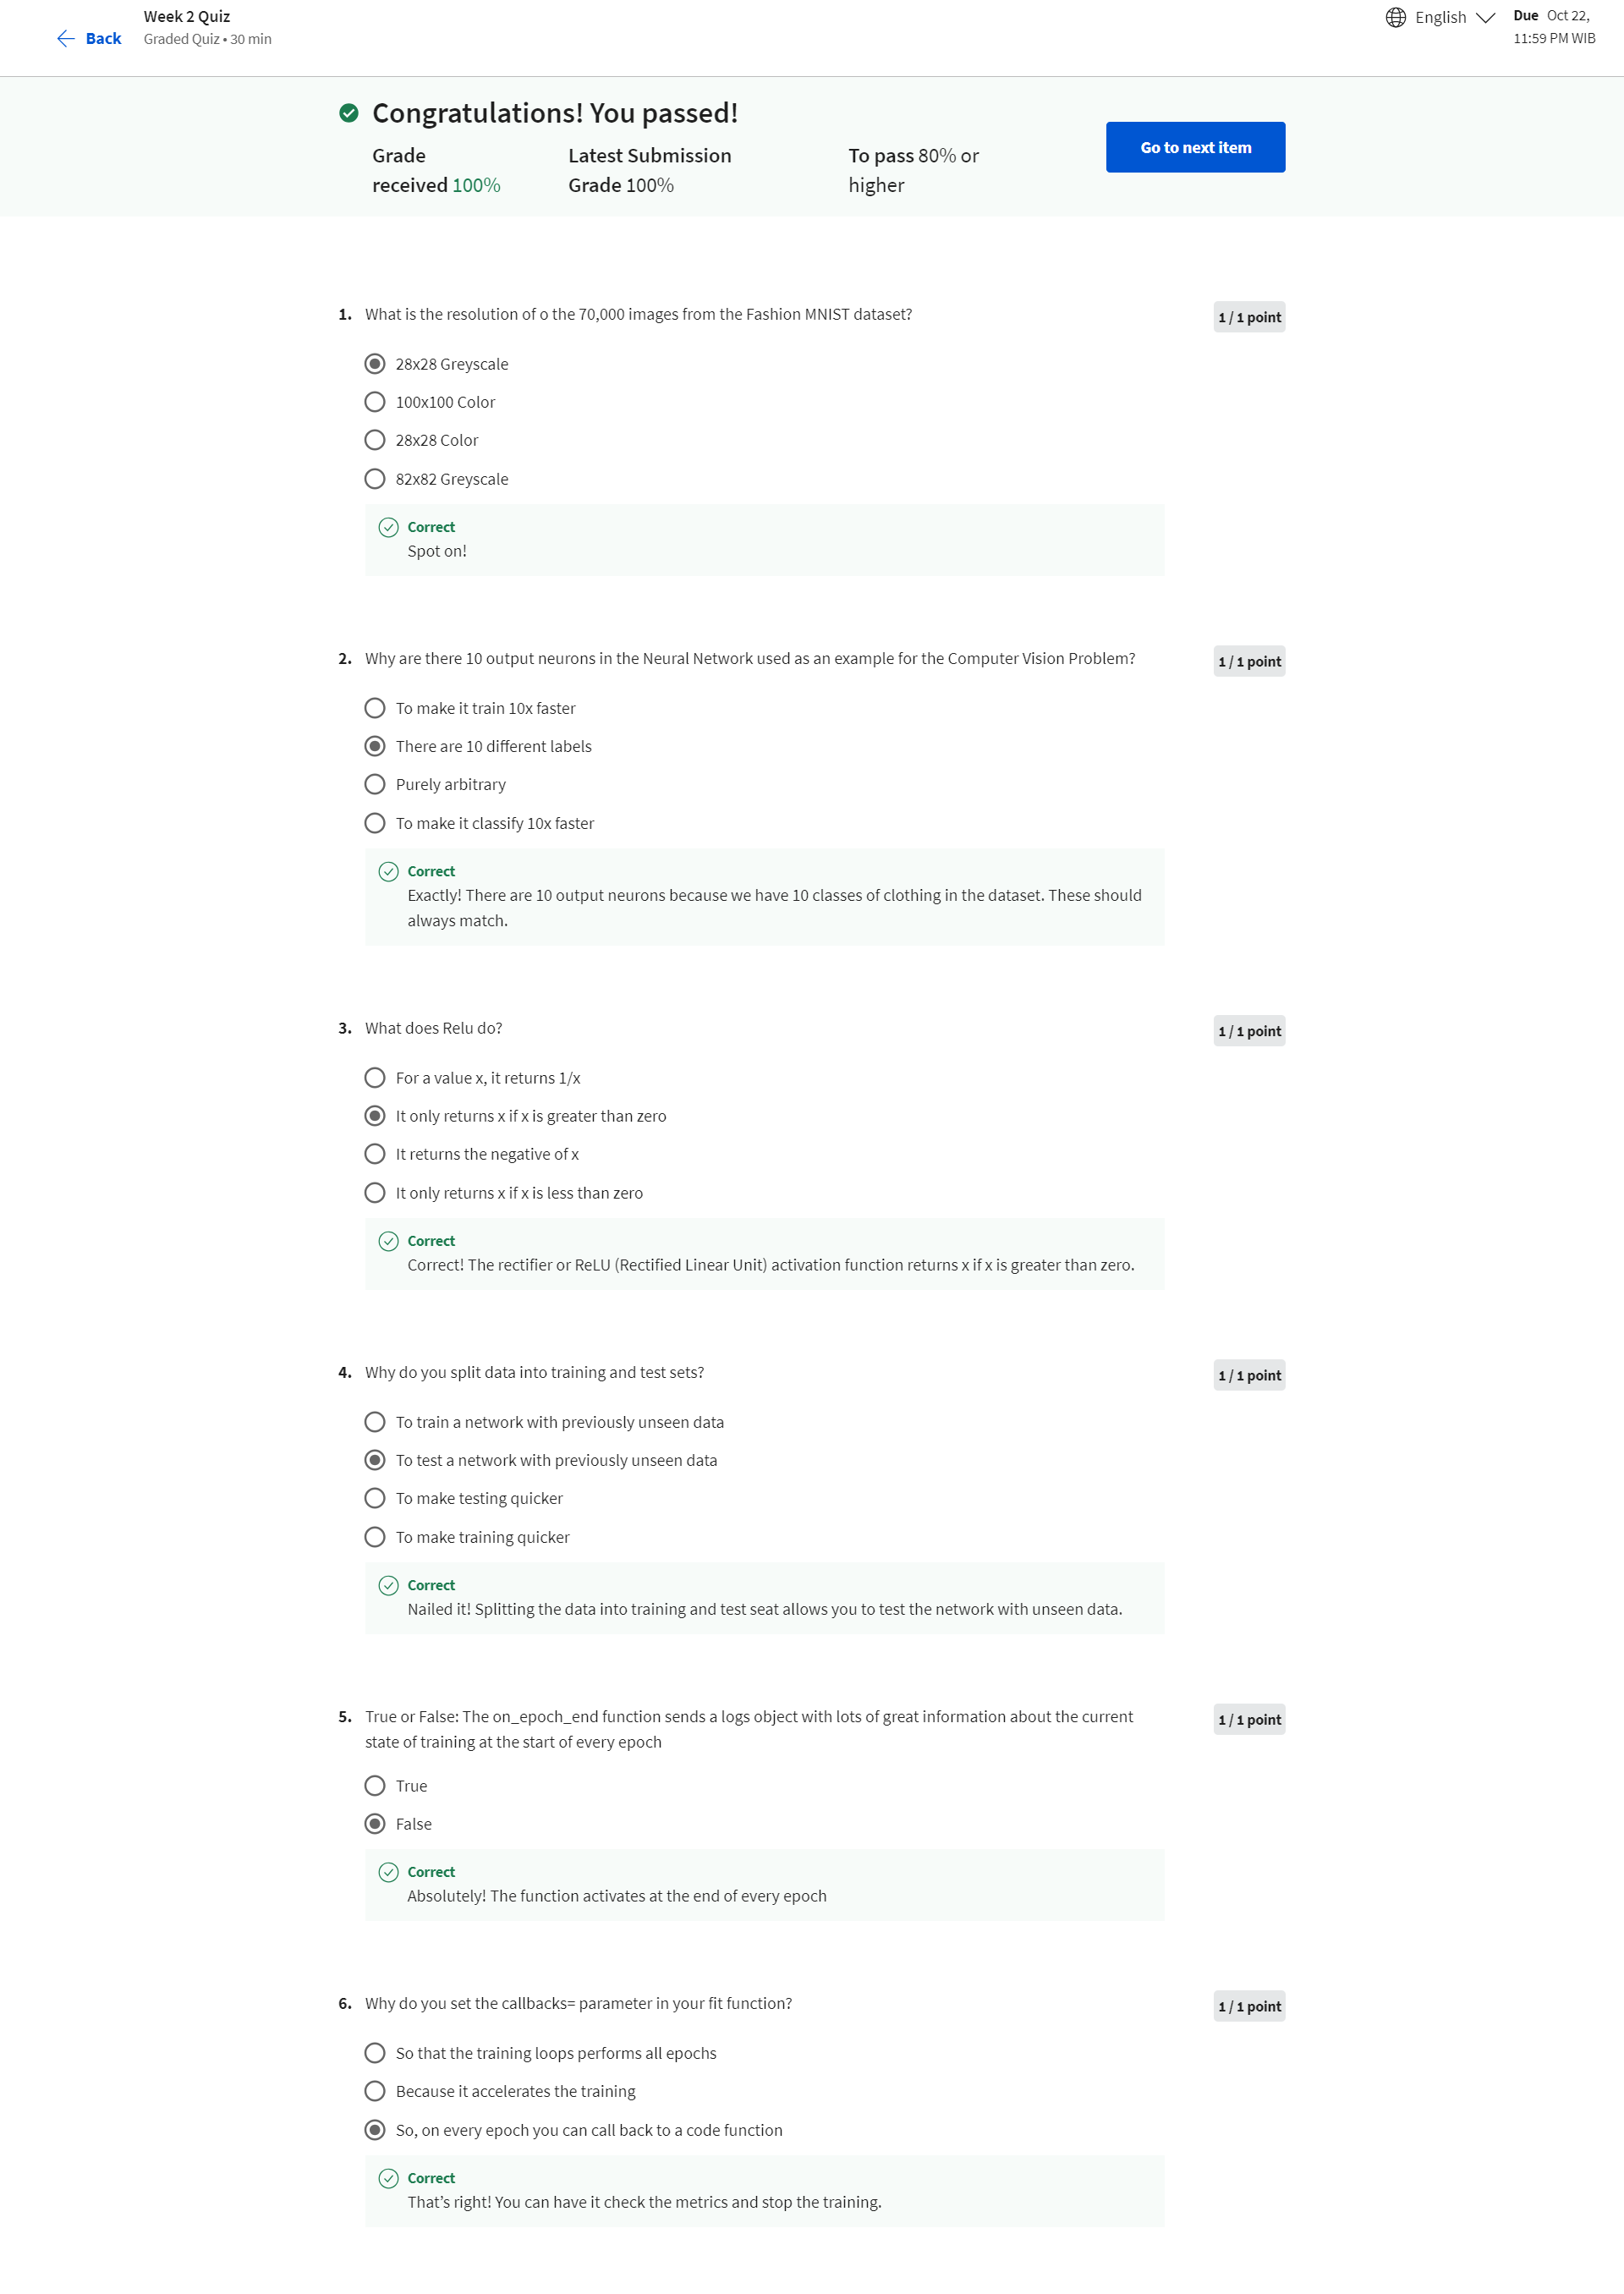 Back
Week 2 Quiz
Graded Quiz • 30 min
English
Due Oct 22,
11:59 PM WIB
Congratulations! You passed!
Grade
received 100%
Latest Submission
Grade 100%
To pass 80% or
higher
Go to next item
1. What is the resolution of o the 70,000 images from the Fashion MNIST dataset?
1 / 1 point
28x28 Greyscale
100x100 Color
28x28 Color
82x82 Greyscale
Correct
Spot on!
2. Why are there 10 output neurons in the Neural Network used as an example for the Computer Vision Problem?
1 / 1 point
To make it train 10x faster
There are 10 different labels
Purely arbitrary
To make it classify 10x faster
Correct
Exactly! There are 10 output neurons because we have 10 classes of clothing in the dataset. These should
always match.
3. What does Relu do?
1 / 1 point
For a value x, it returns 1/x
It only returns x if x is greater than zero
It returns the negative of x
It only returns x if x is less than zero
Correct
Correct! The rectifier or ReLU (Rectified Linear Unit) activation function returns x if x is greater than zero.
4. Why do you split data into training and test sets?
1 / 1 point
To train a network with previously unseen data
To test a network with previously unseen data
To make testing quicker
To make training quicker
Correct
Nailed it! Splitting the data into training and test seat allows you to test the network with unseen data.
5. True or False: The on_epoch_end function sends a logs object with lots of great information about the current
state of training at the start of every epoch
1 / 1 point
True
False
Correct
Absolutely! The function activates at the end of every epoch
6. Why do you set the callbacks= parameter in your fit function?
1 / 1 point
So that the training loops performs all epochs
Because it accelerates the training
So, on every epoch you can call back to a code function
Correct
That’s right! You can have it check the metrics and stop the training.